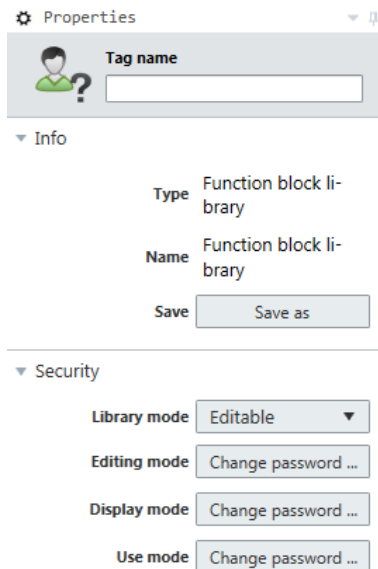 Properties
Tag name
Info
Type Function block li-
brary
Name Function block li-
brary
Save Save as
Security
Library mode Editable
Editing mode Change password ...
Display mode Change password ...
Use mode Change password ...